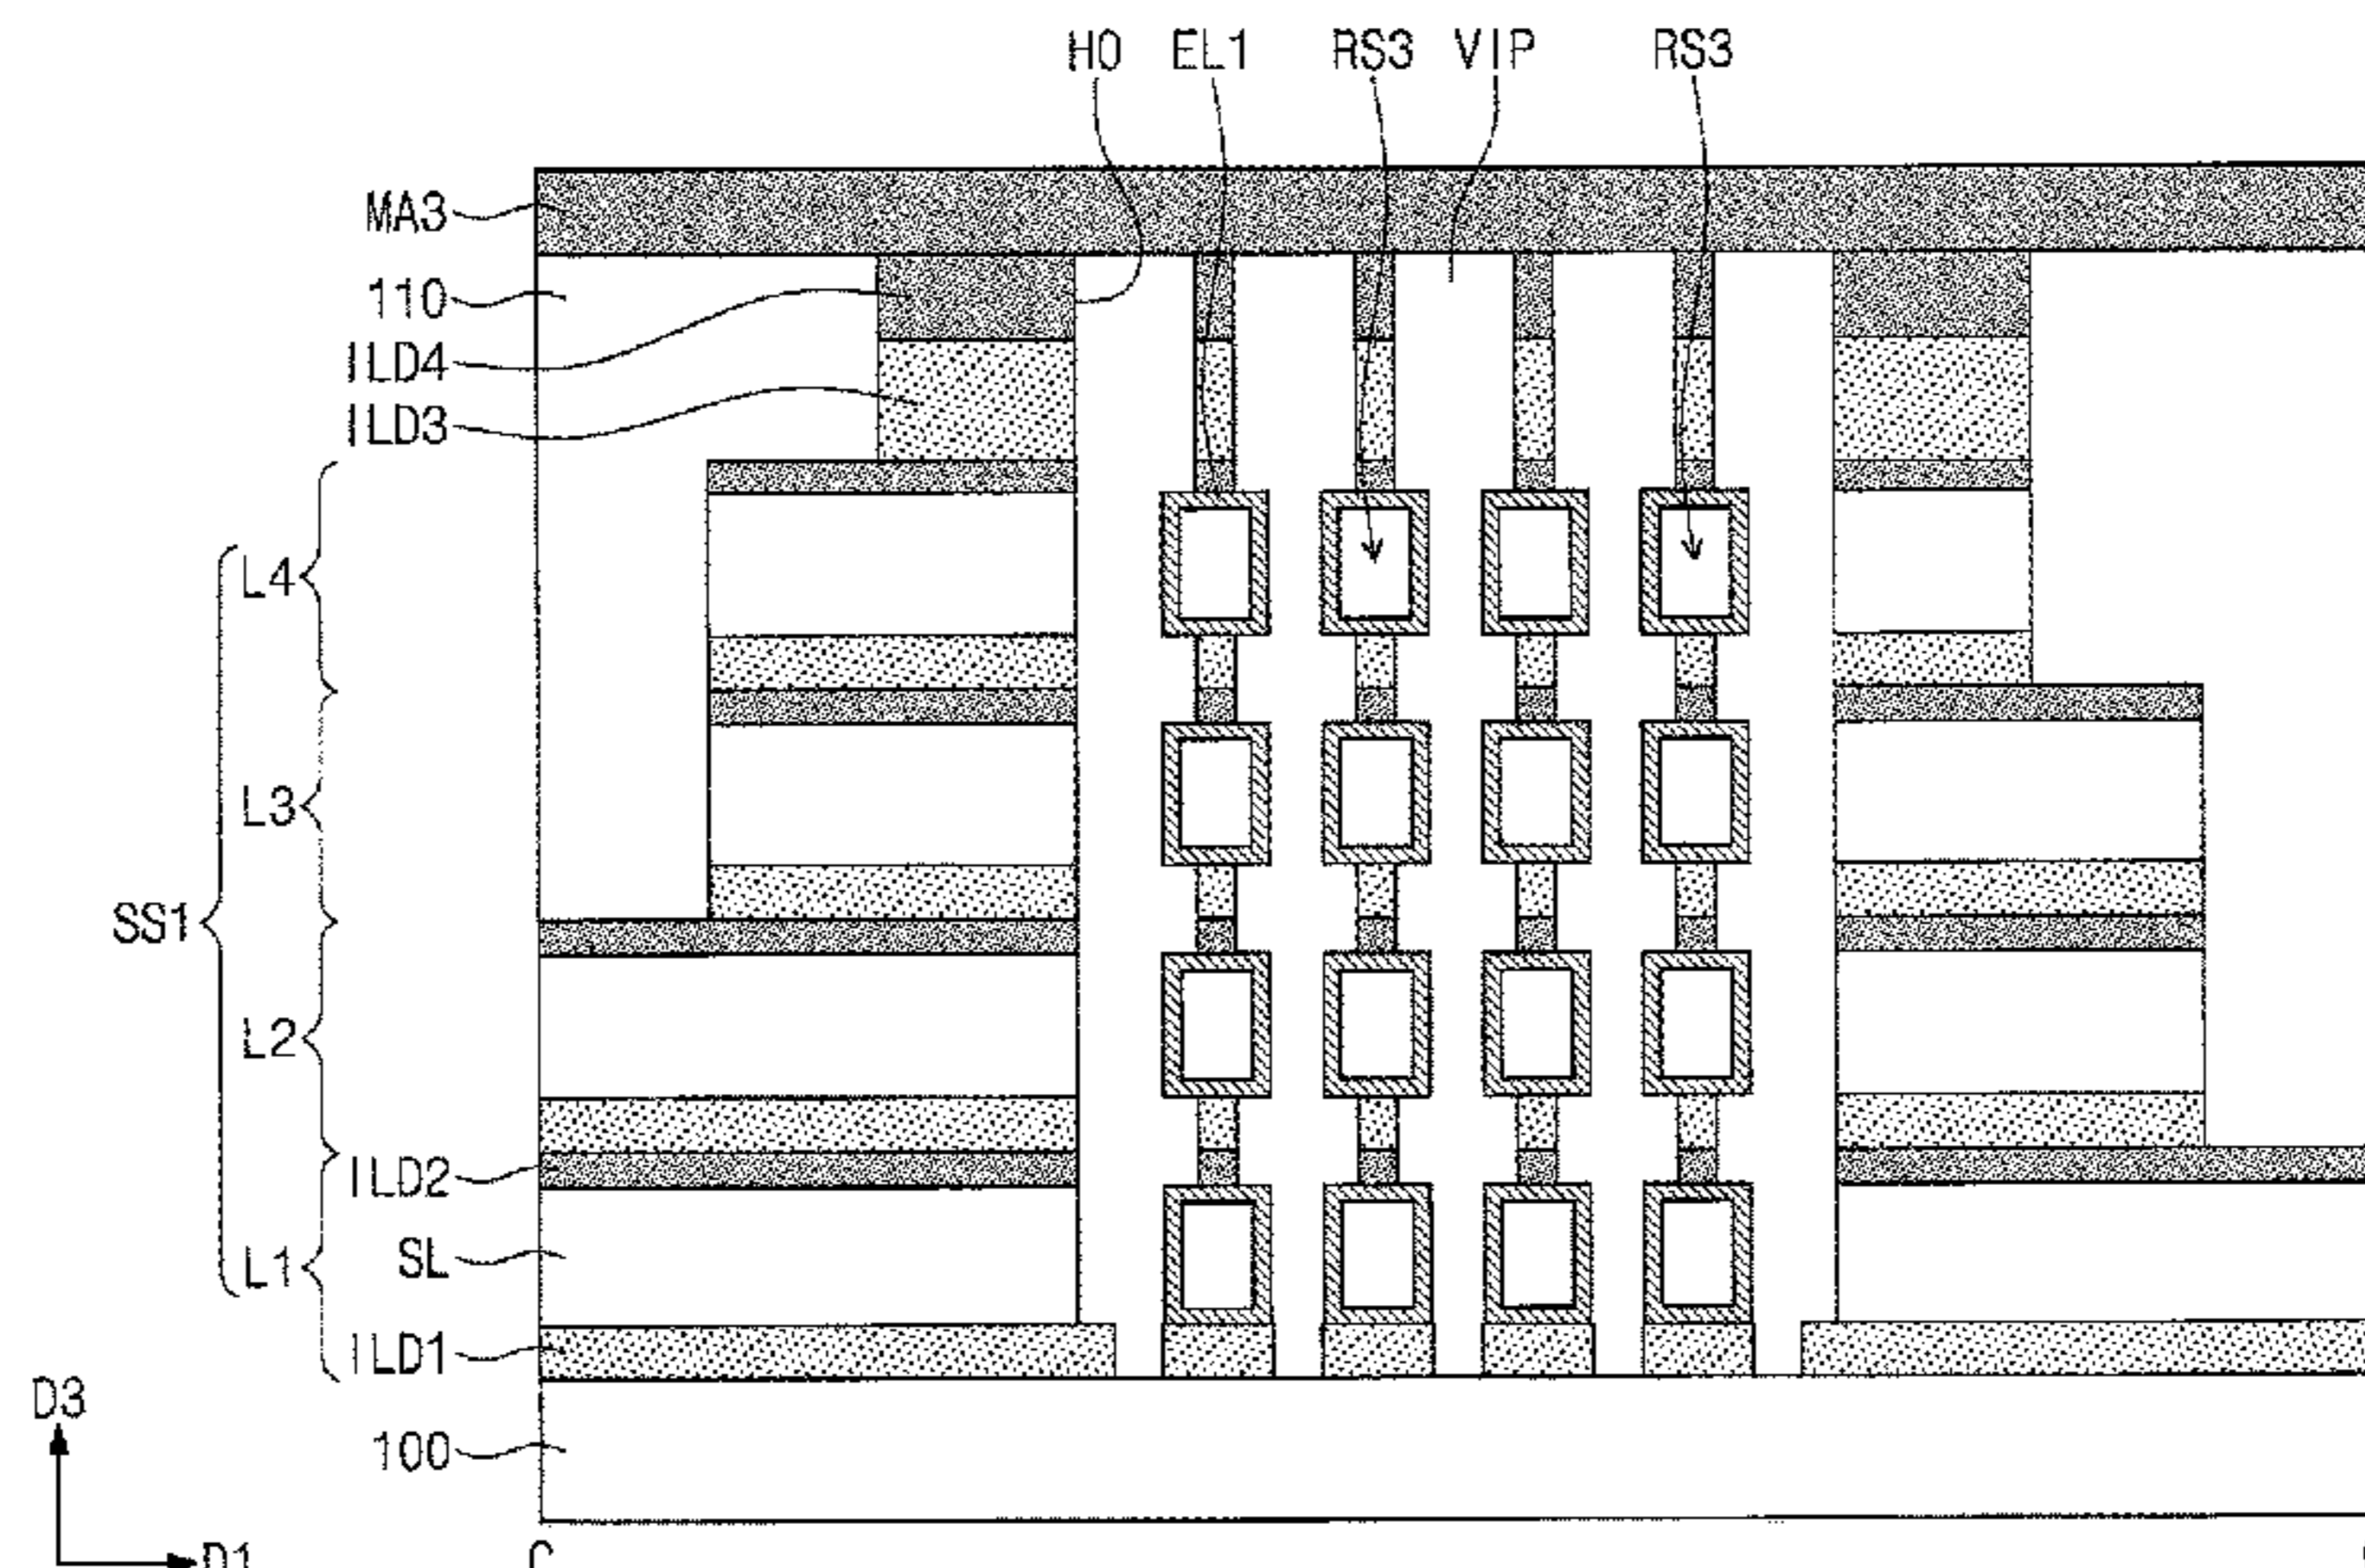 HO EL1 RS3 VIP RS3
MA3
110
ILD4
ILD3
L4
L3
SS1
L2
ILD2
SL
L1
ILD1
D3
100
D1